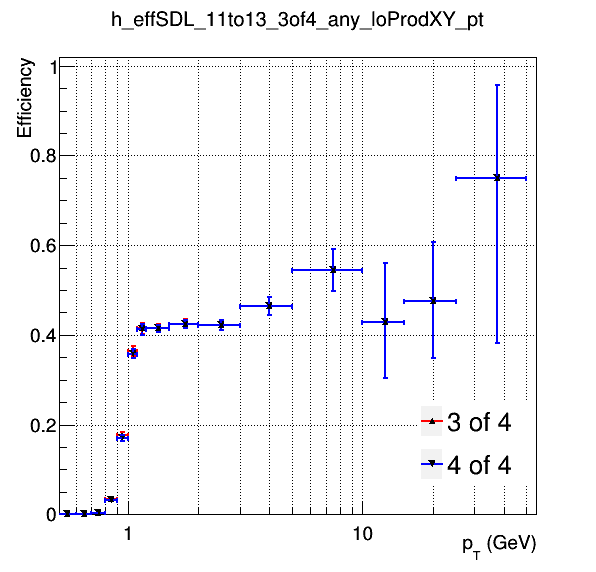 h_effSDL_11to13_3of4_any_loProdXY_pt
Efficiency
1
0.8
0.6
0.4
0.2
0
3 of 4
4 of 4
1
10
p_T (GeV)